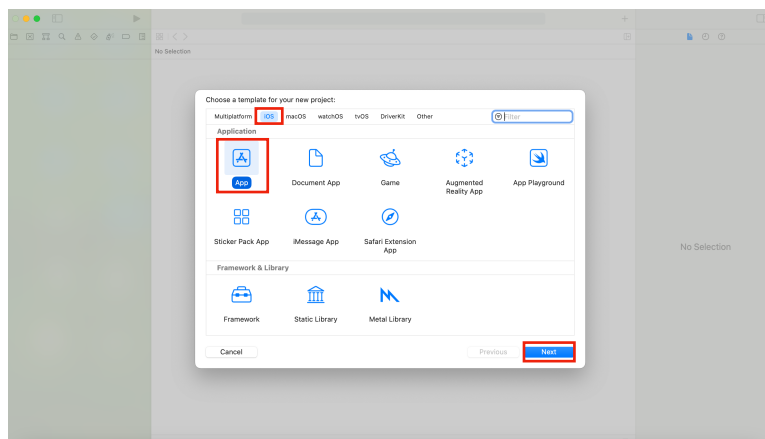 No Selection
Choose a template for your new project:
Multiplatform iOS macOS watchOS tvOS DriverKit Other Filter
Application
App Document App Game Augmented Reality App App Playground
Sticker Pack App iMessage App Safari Extension App
Framework & Library
Framework Static Library Metal Library
Cancel Previous Next
No Selection